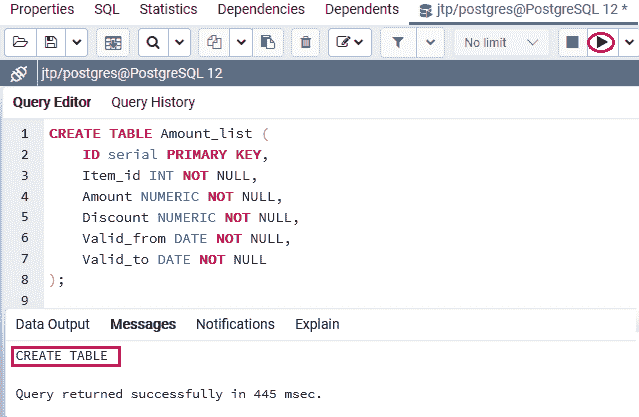 Properties SQL Statistics Dependencies Dependents jtp/postgres@PostgreSQL 12 *
No limit
jtp/postgres@PostgreSQL 12
Query Editor Query History
1 CREATE TABLE Amount_list (
2 ID serial PRIMARY KEY,
3 Item_id INT NOT NULL,
4 Amount NUMERIC NOT NULL,
5 Discount NUMERIC NOT NULL,
6 Valid_from DATE NOT NULL,
7 Valid_to DATE NOT NULL
8 );
9
Data Output Messages Notifications Explain
CREATE TABLE
Query returned successfully in 445 msec.